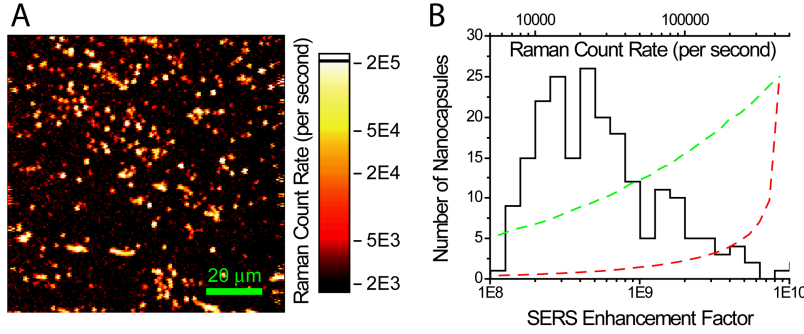 A
Raman Count Rate (per second)
2E5
5E4
2E4
5E3
2E3
20 μm
B
10000 100000
Raman Count Rate (per second)
Number of Nanocapsules
30
25
20
15
10
5
0
1E8 1E9 1E10
SERS Enhancement Factor